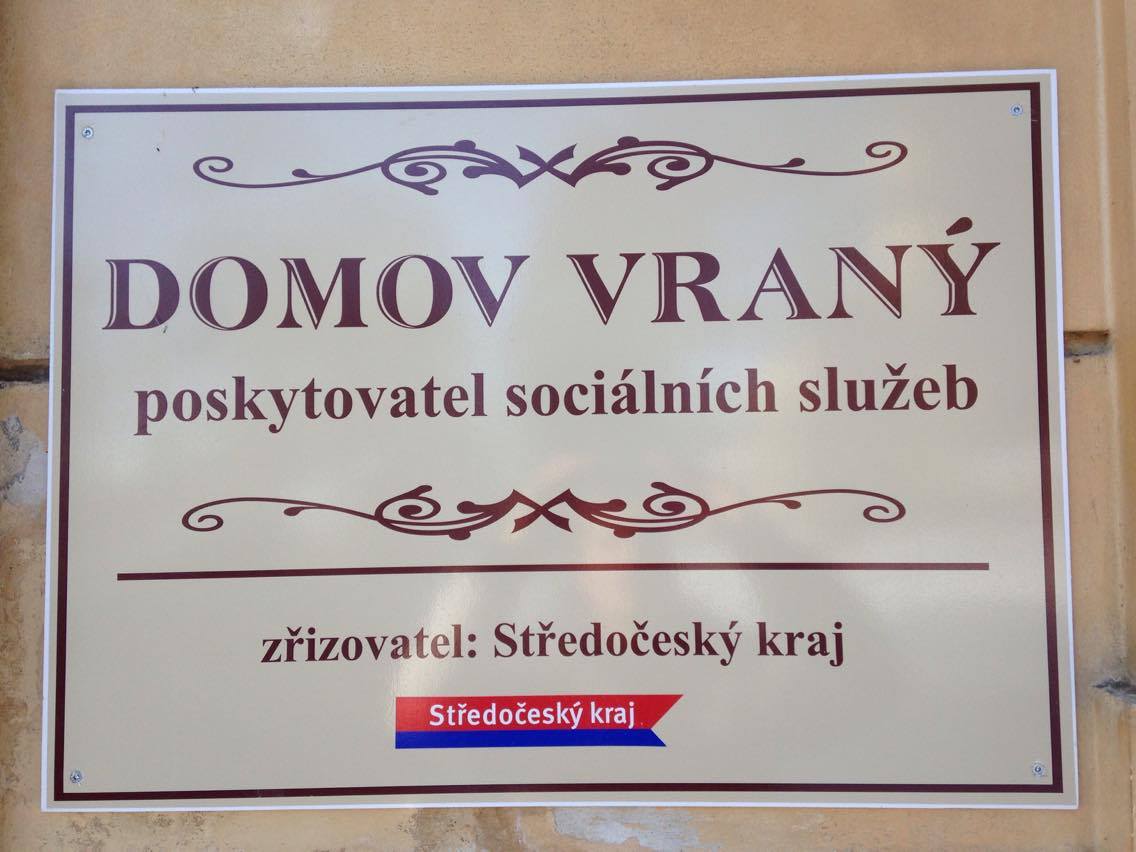 DOMOV VRANÝ
poskytovatel sociálních služeb
zřizovatel: Středočeský kraj
Středočeský kraj